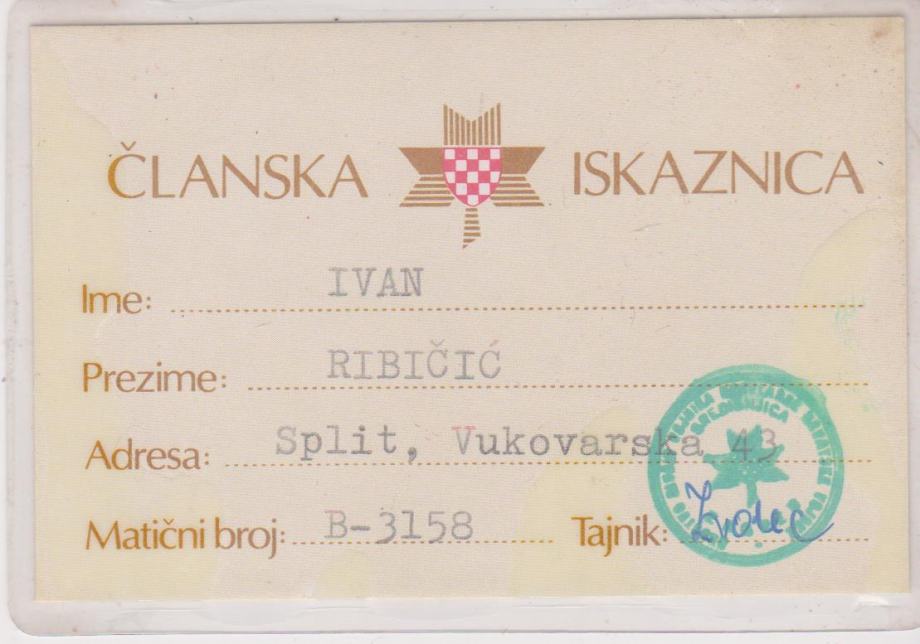 ČLANSKA ISKAZNICA
Ime: IVAN
Prezime: RIBIČIĆ
Adresa: Split, Vukovarska 43
Matični broj: B-3158 Tajnik: